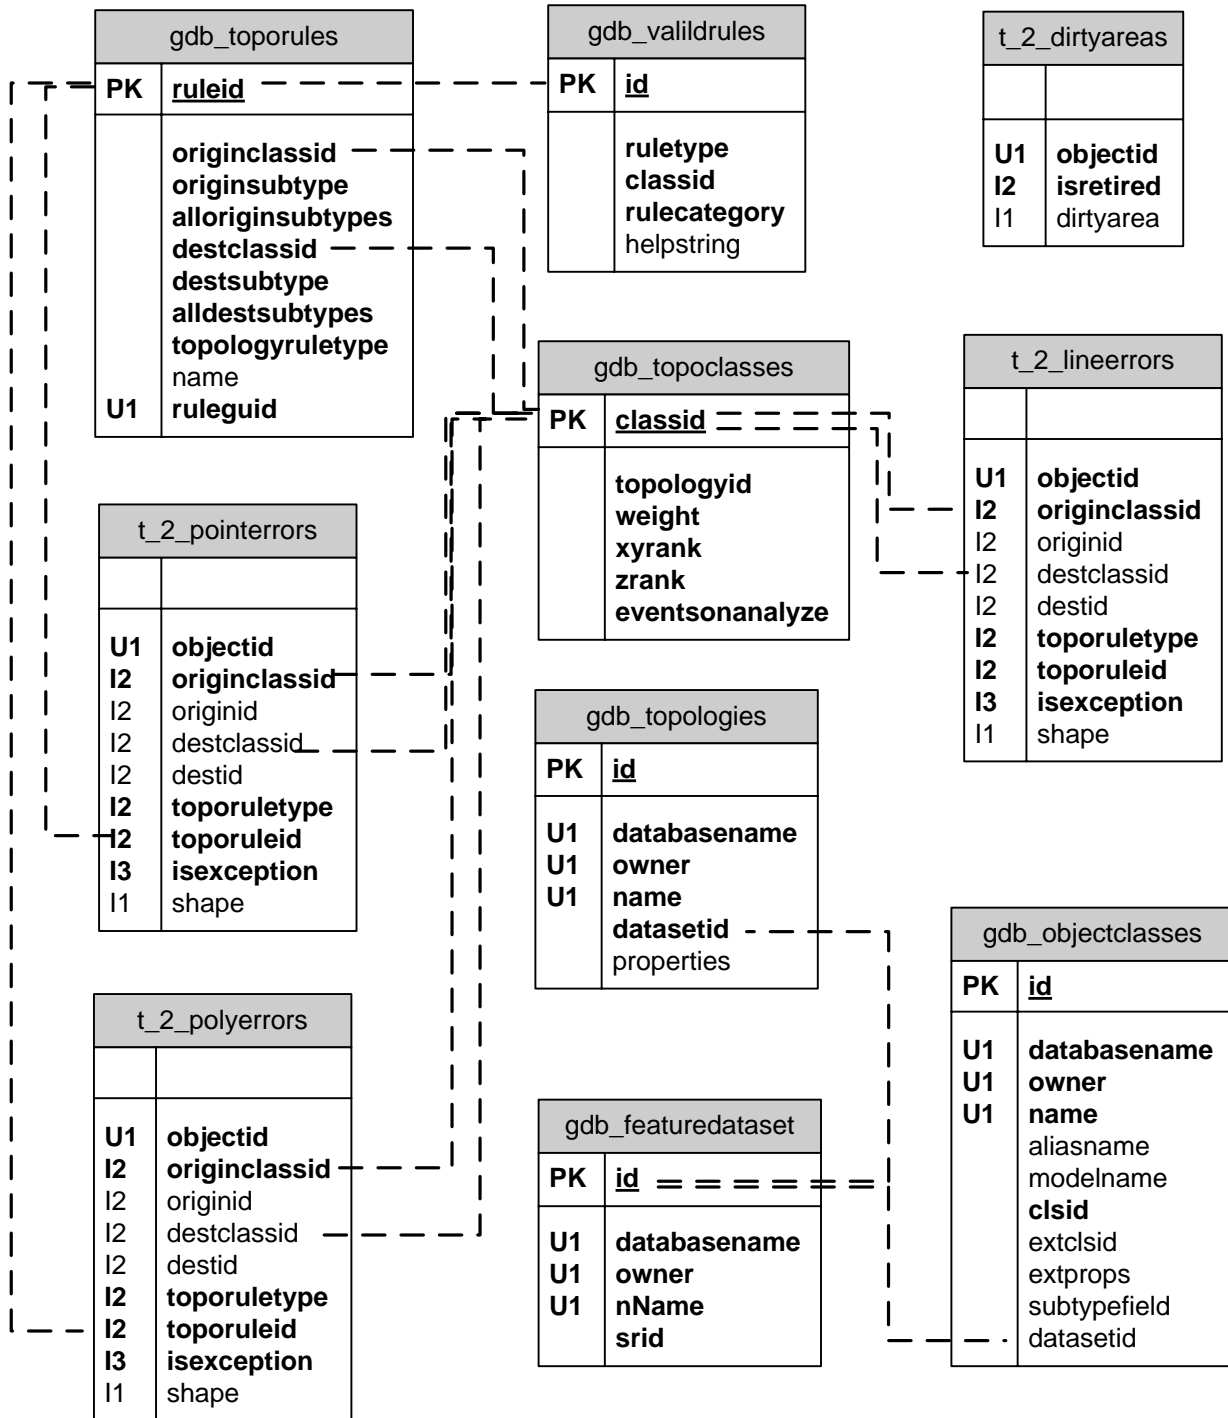 gdb_toporules
PK ruleid
originclassid
originsubtype
alloriginsubtypes
destclassid
destsubtype
alldestsubtypes
topologyruletype
name
U1 ruleguid
gdb_valildrules
PK id
ruletype
classid
rulecategory
helpstring
t_2_dirtyareas
U1 objectid
I2 isretired
I1 dirtyarea
gdb_topoclasses
PK classid
topologyid
weight
xyrank
zrank
eventsonanalyze
t_2_lineerrors
U1 objectid
I2 originclassid
I2 originid
I2 destclassid
I2 destid
I2 toporuletype
I2 toporuleid
I3 isexception
I1 shape
t_2_pointerrors
U1 objectid
I2 originclassid
I2 originid
I2 destclassid
I2 destid
I2 toporuletype
I2 toporuleid
I3 isexception
I1 shape
gdb_topologies
PK id
U1 databasename
U1 owner
U1 name
datasetid
properties
gdb_objectclasses
PK id
U1 databasename
U1 owner
U1 name
aliasname
modelname
clsid
extclsid
extprops
subtypefield
datasetid
t_2_polyerrors
U1 objectid
I2 originclassid
I2 originid
I2 destclassid
I2 destid
I2 toporuletype
I2 toporuleid
I3 isexception
I1 shape
gdb_featuredataset
PK id
U1 databasename
U1 owner
U1 nName
srid